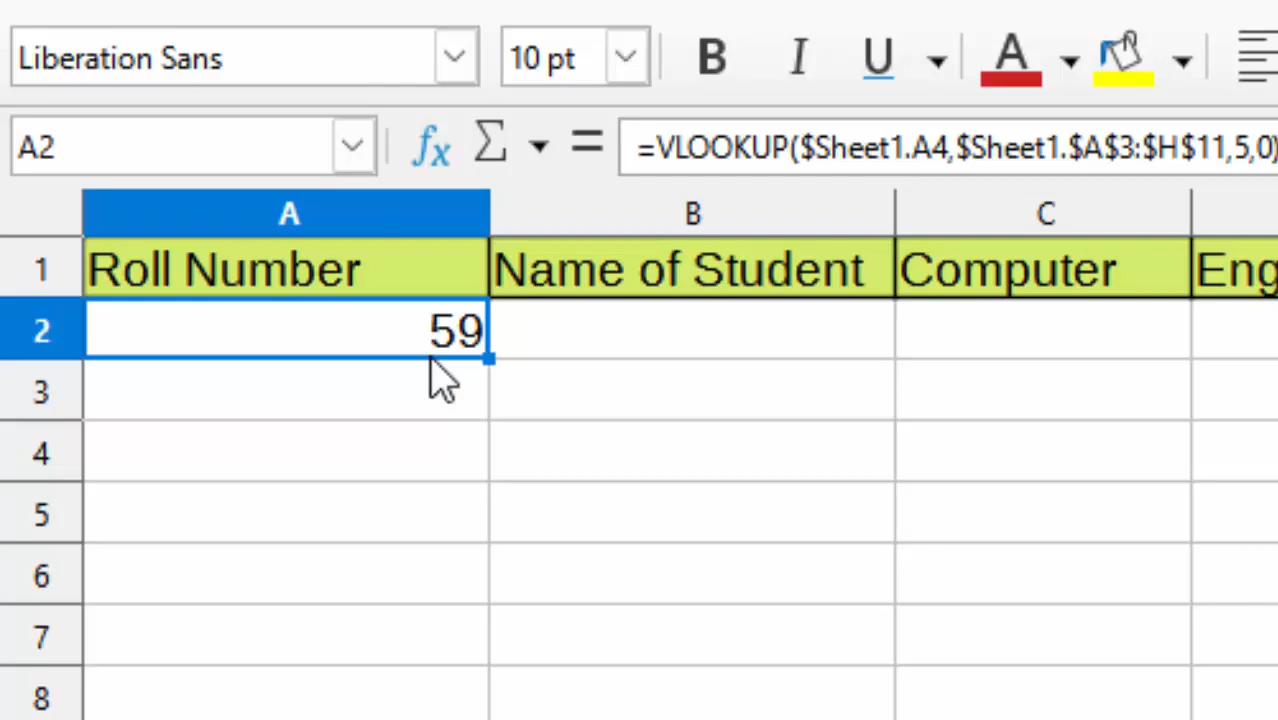 Liberation Sans 10 pt B I U A
A2 fx Σ = =VLOOKUP($Sheet1.A4,$Sheet1.$A$3:$H$11,5,0)
A B C
1 Roll Number Name of Student Computer Eng
2 59
3
4
5
6
7
8